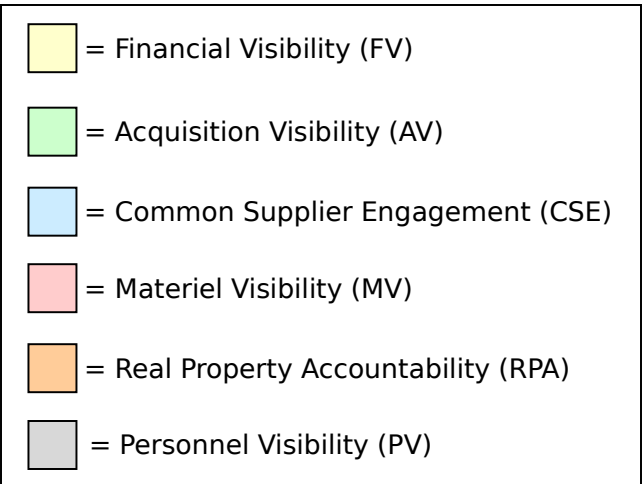 = Financial Visibility (FV)
= Acquisition Visibility (AV)
= Common Supplier Engagement (CSE)
= Materiel Visibility (MV)
= Real Property Accountability (RPA)
= Personnel Visibility (PV)